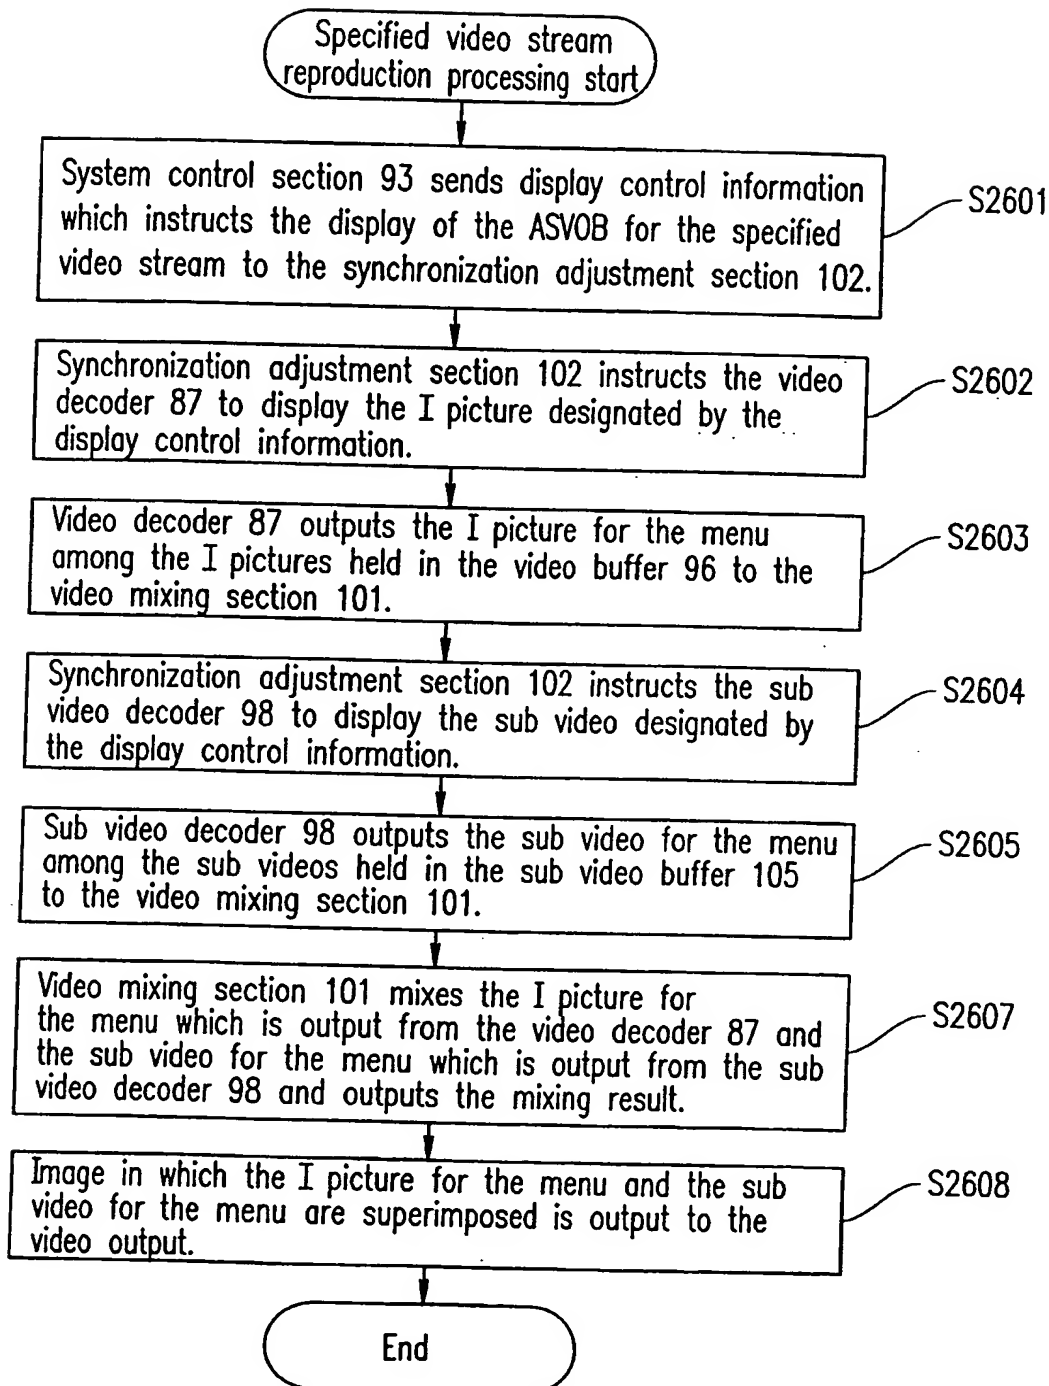 Specified video stream
reproduction processing start
System control section 93 sends display control information
which instructs the display of the ASVOB for the specified
video stream to the synchronization adjustment section 102.
S2601
Synchronization adjustment section 102 instructs the video
decoder 87 to display the I picture designated by the
display control information.
S2602
Video decoder 87 outputs the I picture for the menu
among the I pictures held in the video buffer 96 to the
video mixing section 101.
S2603
Synchronization adjustment section 102 instructs the sub
video decoder 98 to display the sub video designated by
the display control information.
S2604
Sub video decoder 98 outputs the sub video for the menu
among the sub videos held in the sub video buffer 105
to the video mixing section 101.
S2605
Video mixing section 101 mixes the I picture for
the menu which is output from the video decoder 87 and
the sub video for the menu which is output from the sub
video decoder 98 and outputs the mixing result.
S2607
Image in which the I picture for the menu and the sub
video for the menu are superimposed is output to the
video output.
S2608
End